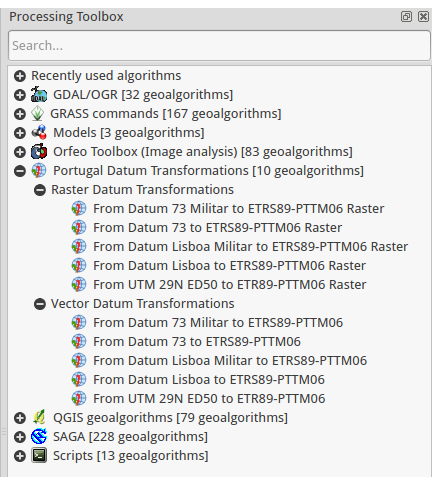 Processing Toolbox
Search...
Recently used algorithms
GDAL/OGR [32 geoalgorithms]
GRASS commands [167 geoalgorithms]
Models [3 geoalgorithms]
Orfeo Toolbox (Image analysis) [83 geoalgorithms]
Portugal Datum Transformations [10 geoalgorithms]
Raster Datum Transformations
From Datum 73 Militar to ETRS89-PTTM06 Raster
From Datum 73 to ETRS89-PTTM06 Raster
From Datum Lisboa Militar to ETRS89-PTTM06 Raster
From Datum Lisboa to ETRS89-PTTM06 Raster
From UTM 29N ED50 to ETR89-PTTM06 Raster
Vector Datum Transformations
From Datum 73 Militar to ETRS89-PTTM06
From Datum 73 to ETRS89-PTTM06
From Datum Lisboa Militar to ETRS89-PTTM06
From Datum Lisboa to ETRS89-PTTM06
From UTM 29N ED50 to ETR89-PTTM06
QGIS geoalgorithms [79 geoalgorithms]
SAGA [228 geoalgorithms]
Scripts [13 geoalgorithms]